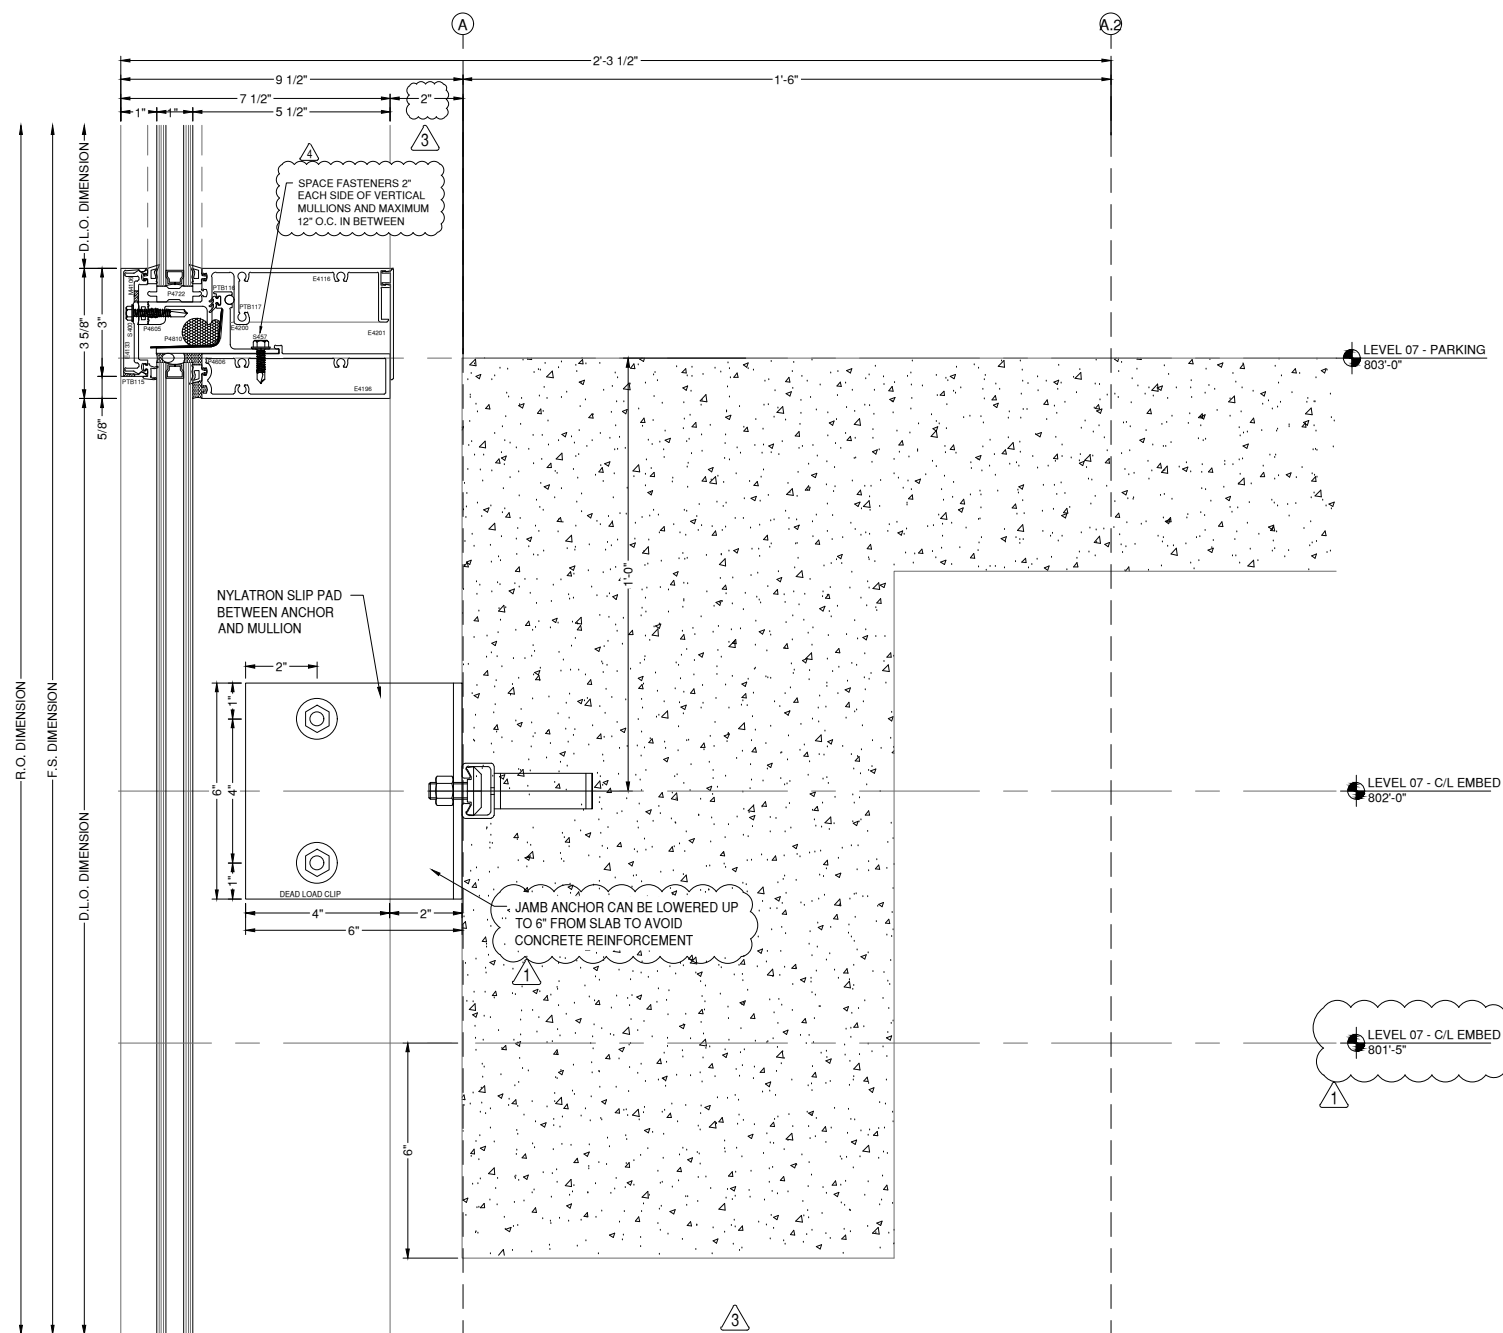 A
A.2
2'-3 1/2"
9 1/2"
1'-6"
7 1/2"
2"
1"
1"
5 1/2"
3
4
SPACE FASTENERS 2"
EACH SIDE OF VERTICAL
MULLIONS AND MAXIMUM
12" O.C. IN BETWEEN
D.L.O. DIMENSION
3 5/8"
3"
5/8"
M4106
P4722
PTB116
E4116
PTB117
S400
P4605
E4200
E4201
P4810
S457
E4133
P4606
PTB115
E4196
LEVEL 07 - PARKING
803'-0"
1'-0"
NYLATRON SLIP PAD
BETWEEN ANCHOR
AND MULLION
2"
1"
6"
4"
1"
DEAD LOAD CLIP
4"
2"
6"
R.O. DIMENSION
F.S. DIMENSION
D.L.O. DIMENSION
LEVEL 07 - C/L EMBED
802'-0"
JAMB ANCHOR CAN BE LOWERED UP
TO 6" FROM SLAB TO AVOID
CONCRETE REINFORCEMENT
1
LEVEL 07 - C/L EMBED
801'-5"
1
6"
3